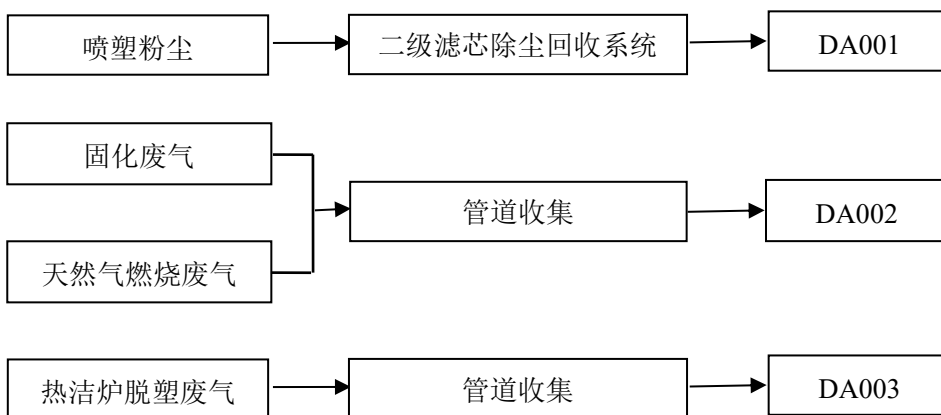 喷塑粉尘
二级滤芯除尘回收系统
DA001
固化废气
管道收集
DA002
天然气燃烧废气
热洁炉脱塑废气
管道收集
DA003